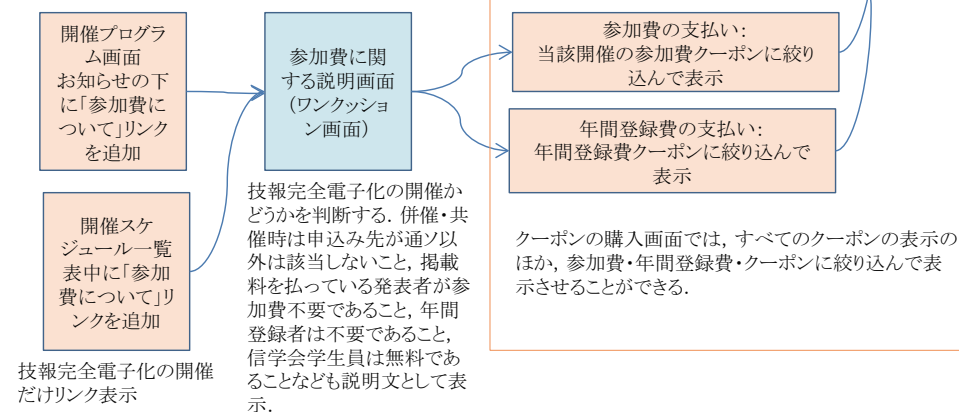 開催プログラ
ム画面
お知らせの下
に「参加費に
ついて」リンク
を追加
開催スケ
ジュール一覧
表中に「参加
費について」リ
ンクを追加
技報完全電子化の開催
だけリンク表示
参加費に関
する説明画面
(ワンクッショ
ン画面)
技報完全電子化の開催か
どうかを判断する．併催・共
催時は申込み先が通ソ以
外は該当しないこと，掲載
料を払っている発表者が参
加費不要であること，年間
登録者は不要であること，
信学会学生員は無料であ
ることなども説明文として表
示．
参加費の支払い：
当該開催の参加費クーポンに絞り
込んで表示
年間登録費の支払い：
年間登録費クーポンに絞り込んで
表示
クーポンの購入画面では，すべてのクーポンの表示の
ほか，参加費・年間登録費・クーポンに絞り込んで表
示させることができる．